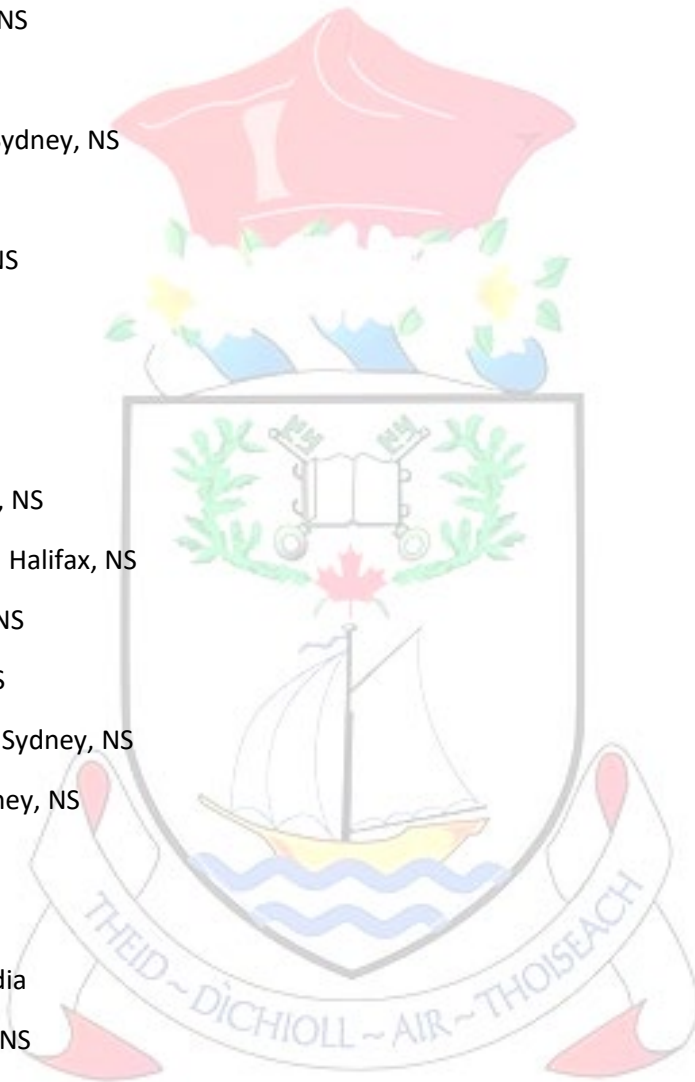 NS
ydney, NS
NS
, NS
Halifax, NS
NS
S
Sydney, NS
ney, NS
dia
NS
THEID ~ DÌCHIOLL ~ AIR ~ THOISEACH